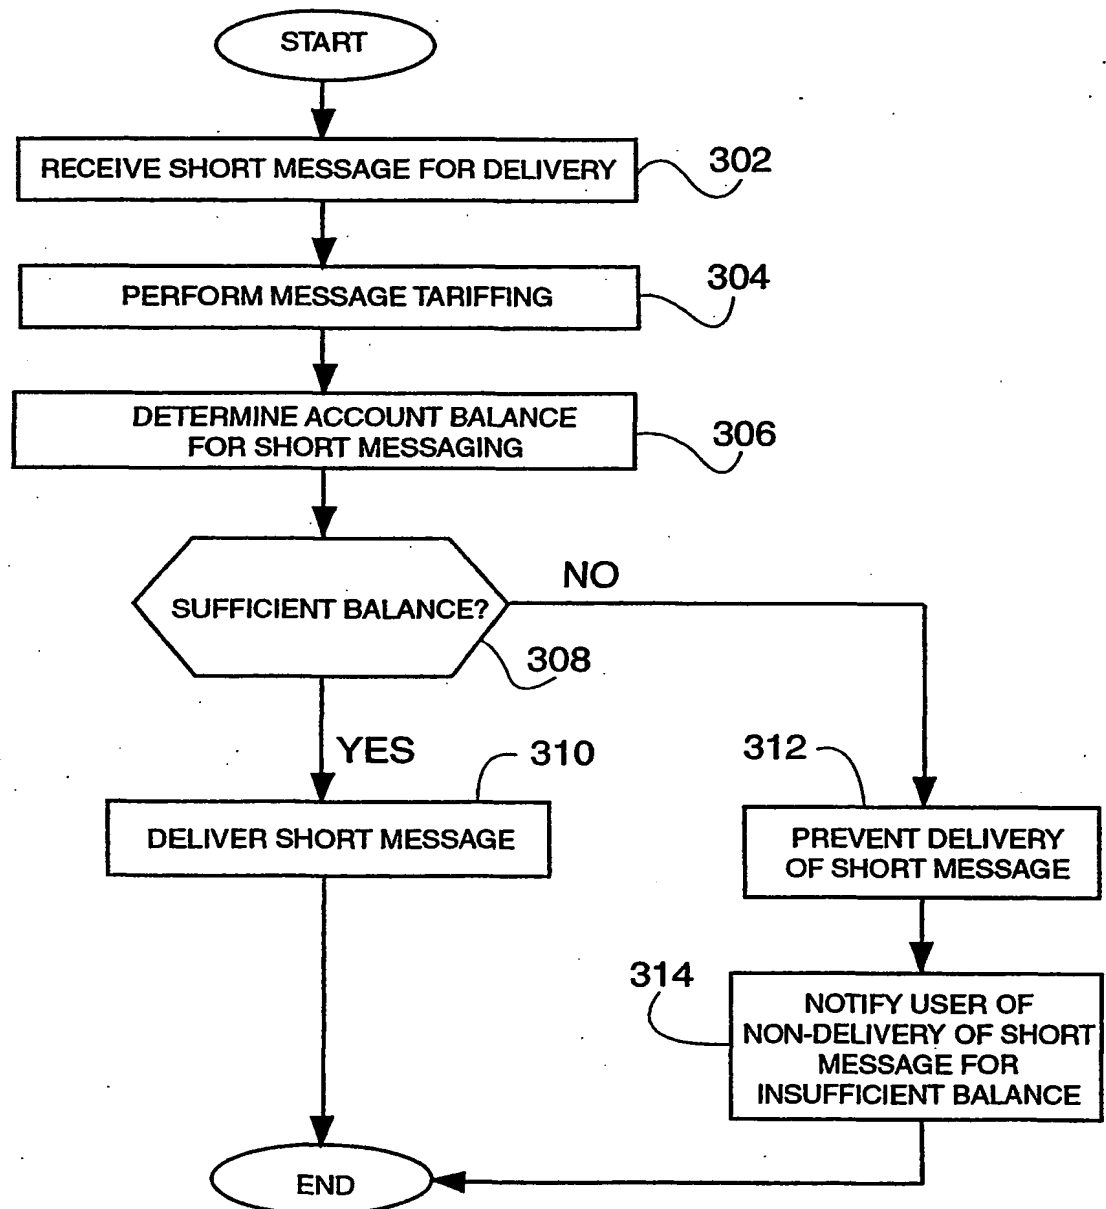 START
RECEIVE SHORT MESSAGE FOR DELIVERY
302
PERFORM MESSAGE TARIFFING
304
DETERMINE ACCOUNT BALANCE
FOR SHORT MESSAGING
306
SUFFICIENT BALANCE?
308
NO
YES
310
DELIVER SHORT MESSAGE
312
PREVENT DELIVERY
OF SHORT MESSAGE
314
NOTIFY USER OF
NON-DELIVERY OF SHORT
MESSAGE FOR
INSUFFICIENT BALANCE
END